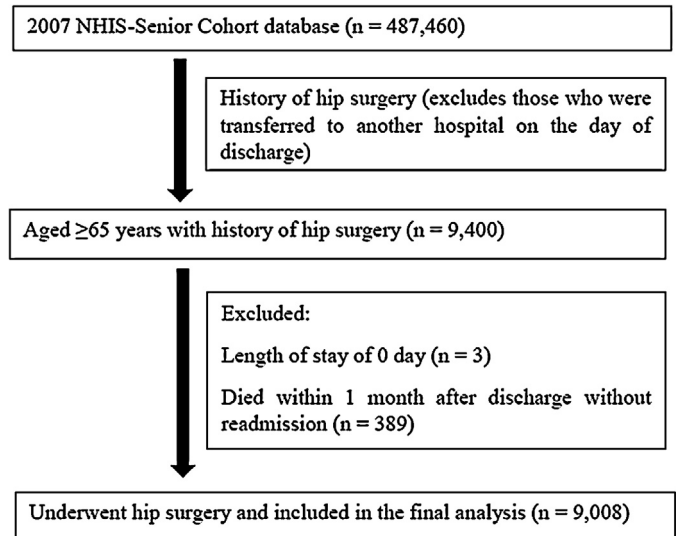 2007 NHIS-Senior Cohort database (n = 487,460)
History of hip surgery (excludes those who were
transferred to another hospital on the day of
discharge)
Aged ≥65 years with history of hip surgery (n = 9,400)
Excluded:
Length of stay of 0 day (n = 3)
Died within 1 month after discharge without
readmission (n = 389)
Underwent hip surgery and included in the final analysis (n = 9,008)